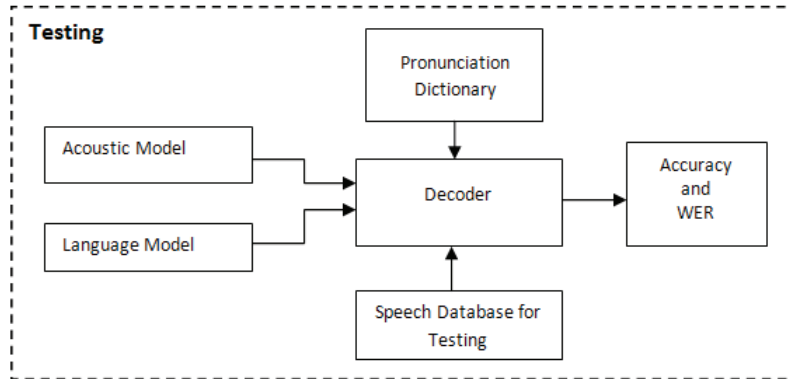 Testing
Pronunciation
Dictionary
Acoustic Model
Language Model
Decoder
Accuracy
and
WER
Speech Database for
Testing